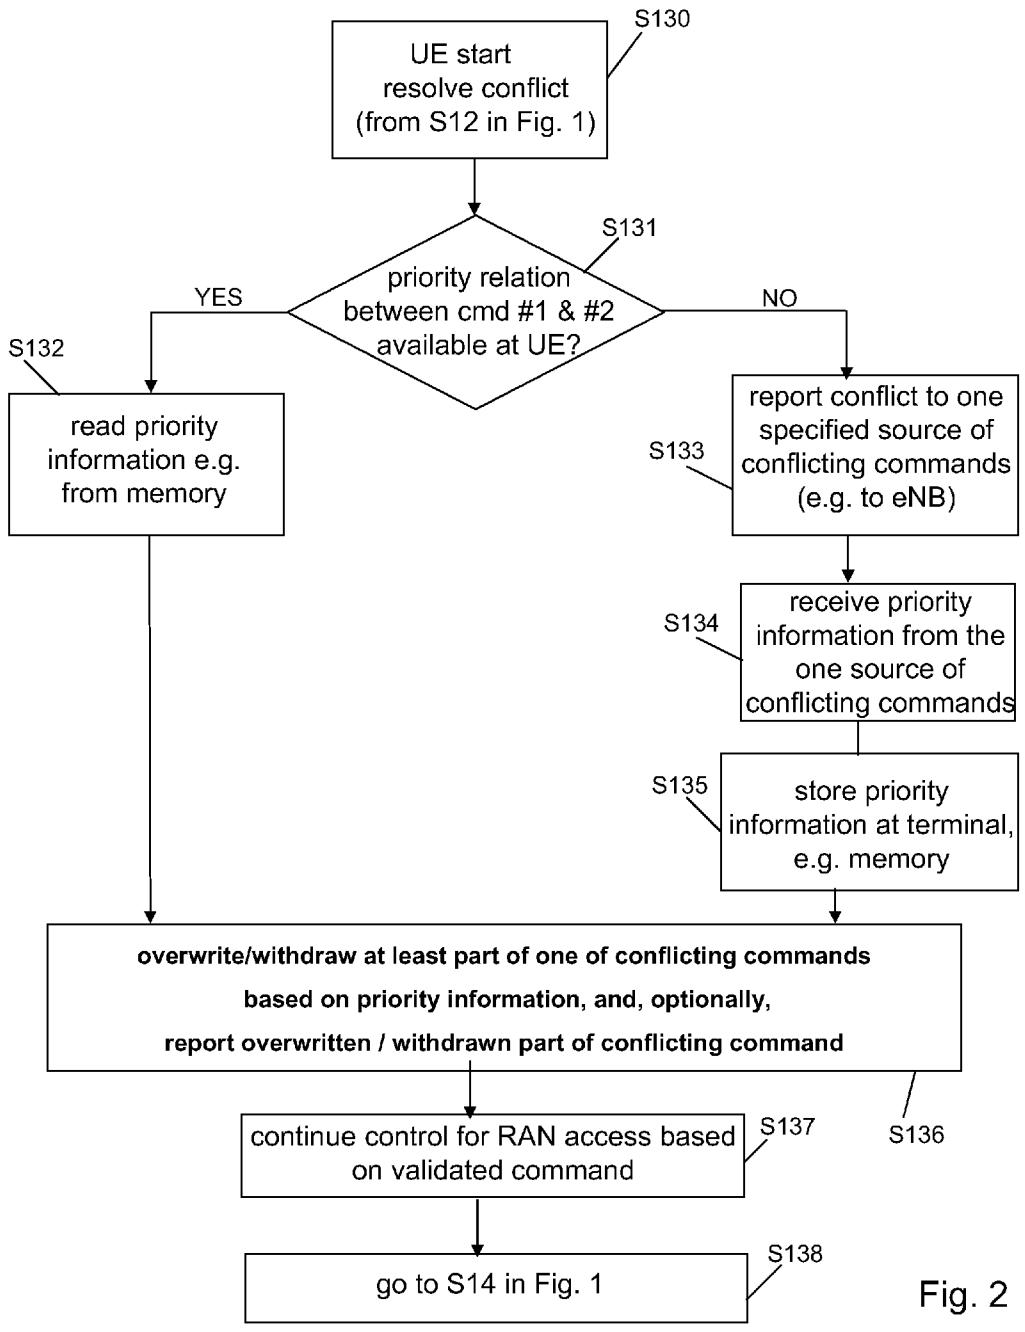 S130
UE start
resolve conflict
(from S12 in Fig. 1)
S131
priority relation
between cmd #1 & #2
available at UE?
YES
NO
S132
read priority
information e.g.
from memory
report conflict to one
specified source of
conflicting commands
(e.g. to eNB)
S133
receive priority
information from the
one source of
conflicting commands
S134
S135
store priority
information at terminal,
e.g. memory
overwrite/withdraw at least part of one of conflicting commands
based on priority information, and, optionally,
report overwritten / withdrawn part of conflicting command
S136
continue control for RAN access based
on validated command
S137
go to S14 in Fig. 1
S138
Fig. 2